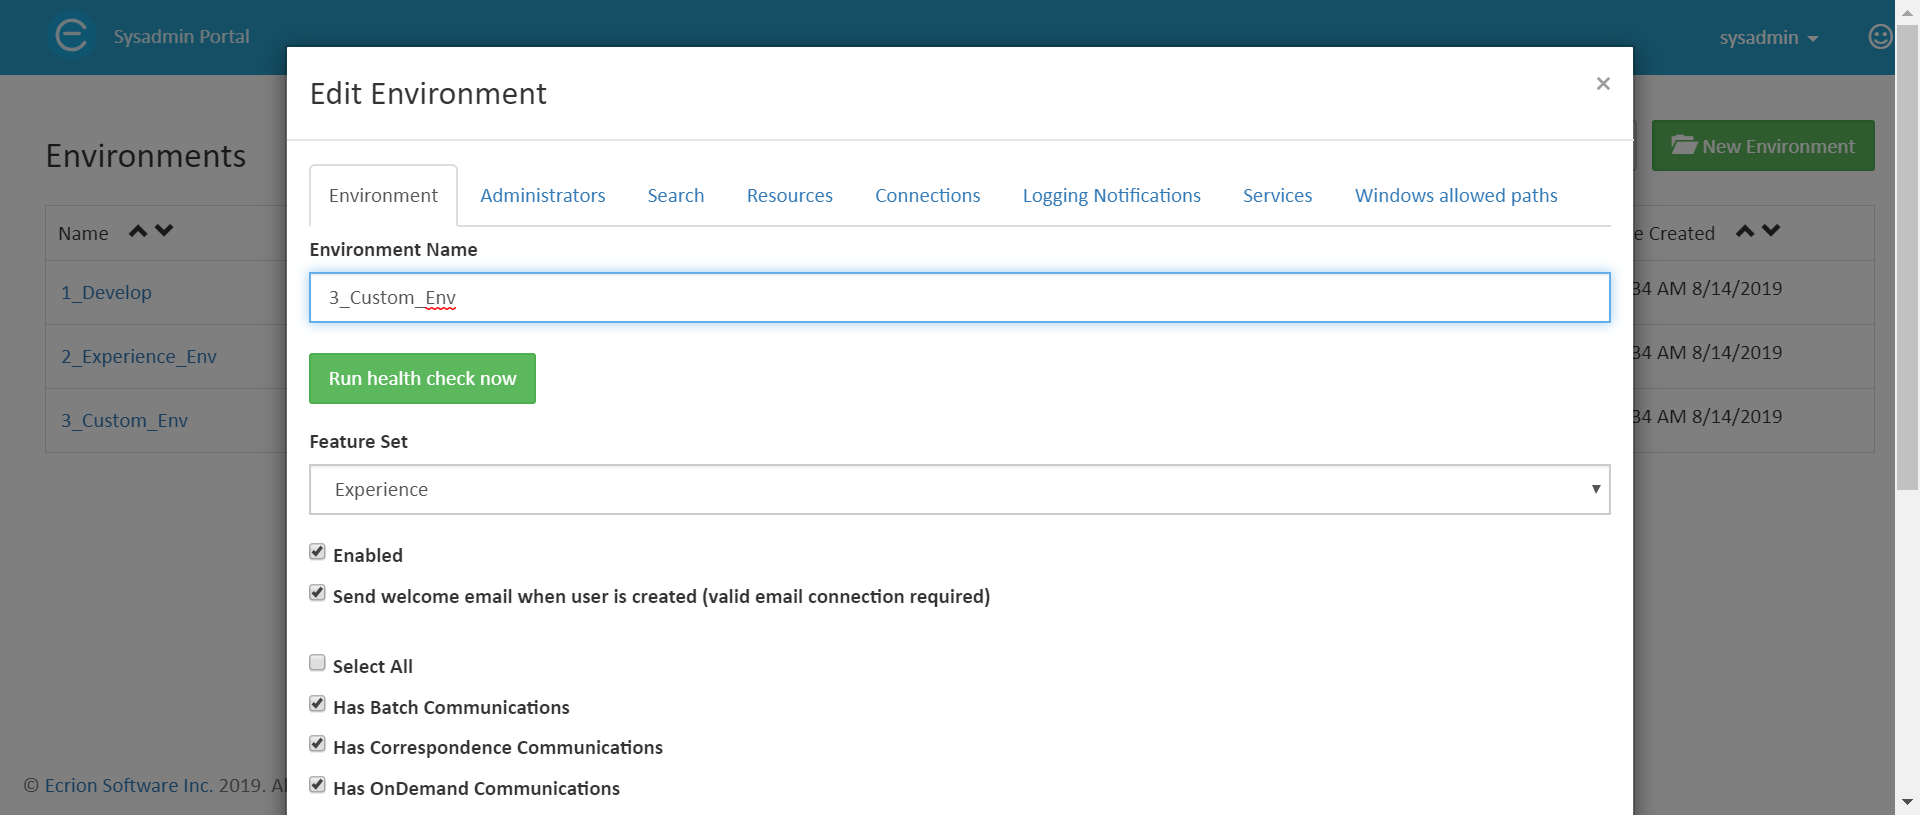 Sysadmin Portal
sysadmin
Edit Environment
×
Environments
New Environment
Environment Administrators Search Resources Connections Logging Notifications Services Windows allowed paths
Name
Created
Environment Name
1_Develop
3_Custom_Env
34 AM 8/14/2019
2_Experience_Env
34 AM 8/14/2019
Run health check now
3_Custom_Env
34 AM 8/14/2019
Feature Set
Experience
Enabled
Send welcome email when user is created (valid email connection required)
Select All
Has Batch Communications
Has Correspondence Communications
Has OnDemand Communications
© Ecrion Software Inc. 2019.